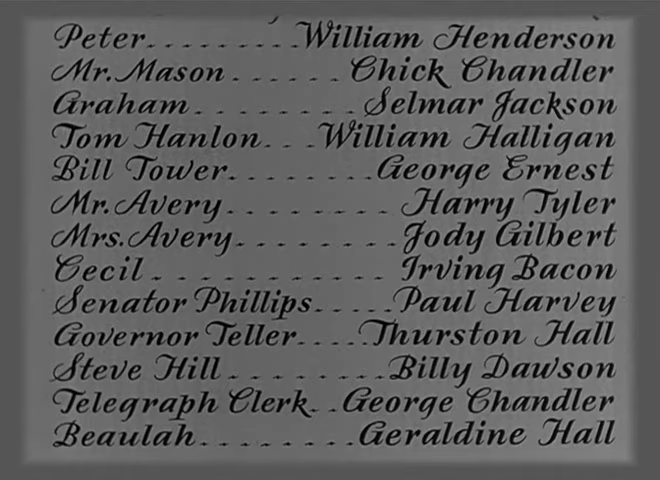 Peter.........William Henderson
Mr. Mason......Chick Chandler
Graham........Selmar Jackson
Tom Hanlon...William Halligan
Bill Tower........George Ernest
Mr. Avery..........Harry Tyler
Mrs. Avery.........Jody Gilbert
Cecil............Irving Bacon
Senator Phillips.....Paul Harvey
Governor Teller....Thurston Hall
Steve Hill.........Billy Dawson
Telegraph Clerk..George Chandler
Beaulah........Geraldine Hall